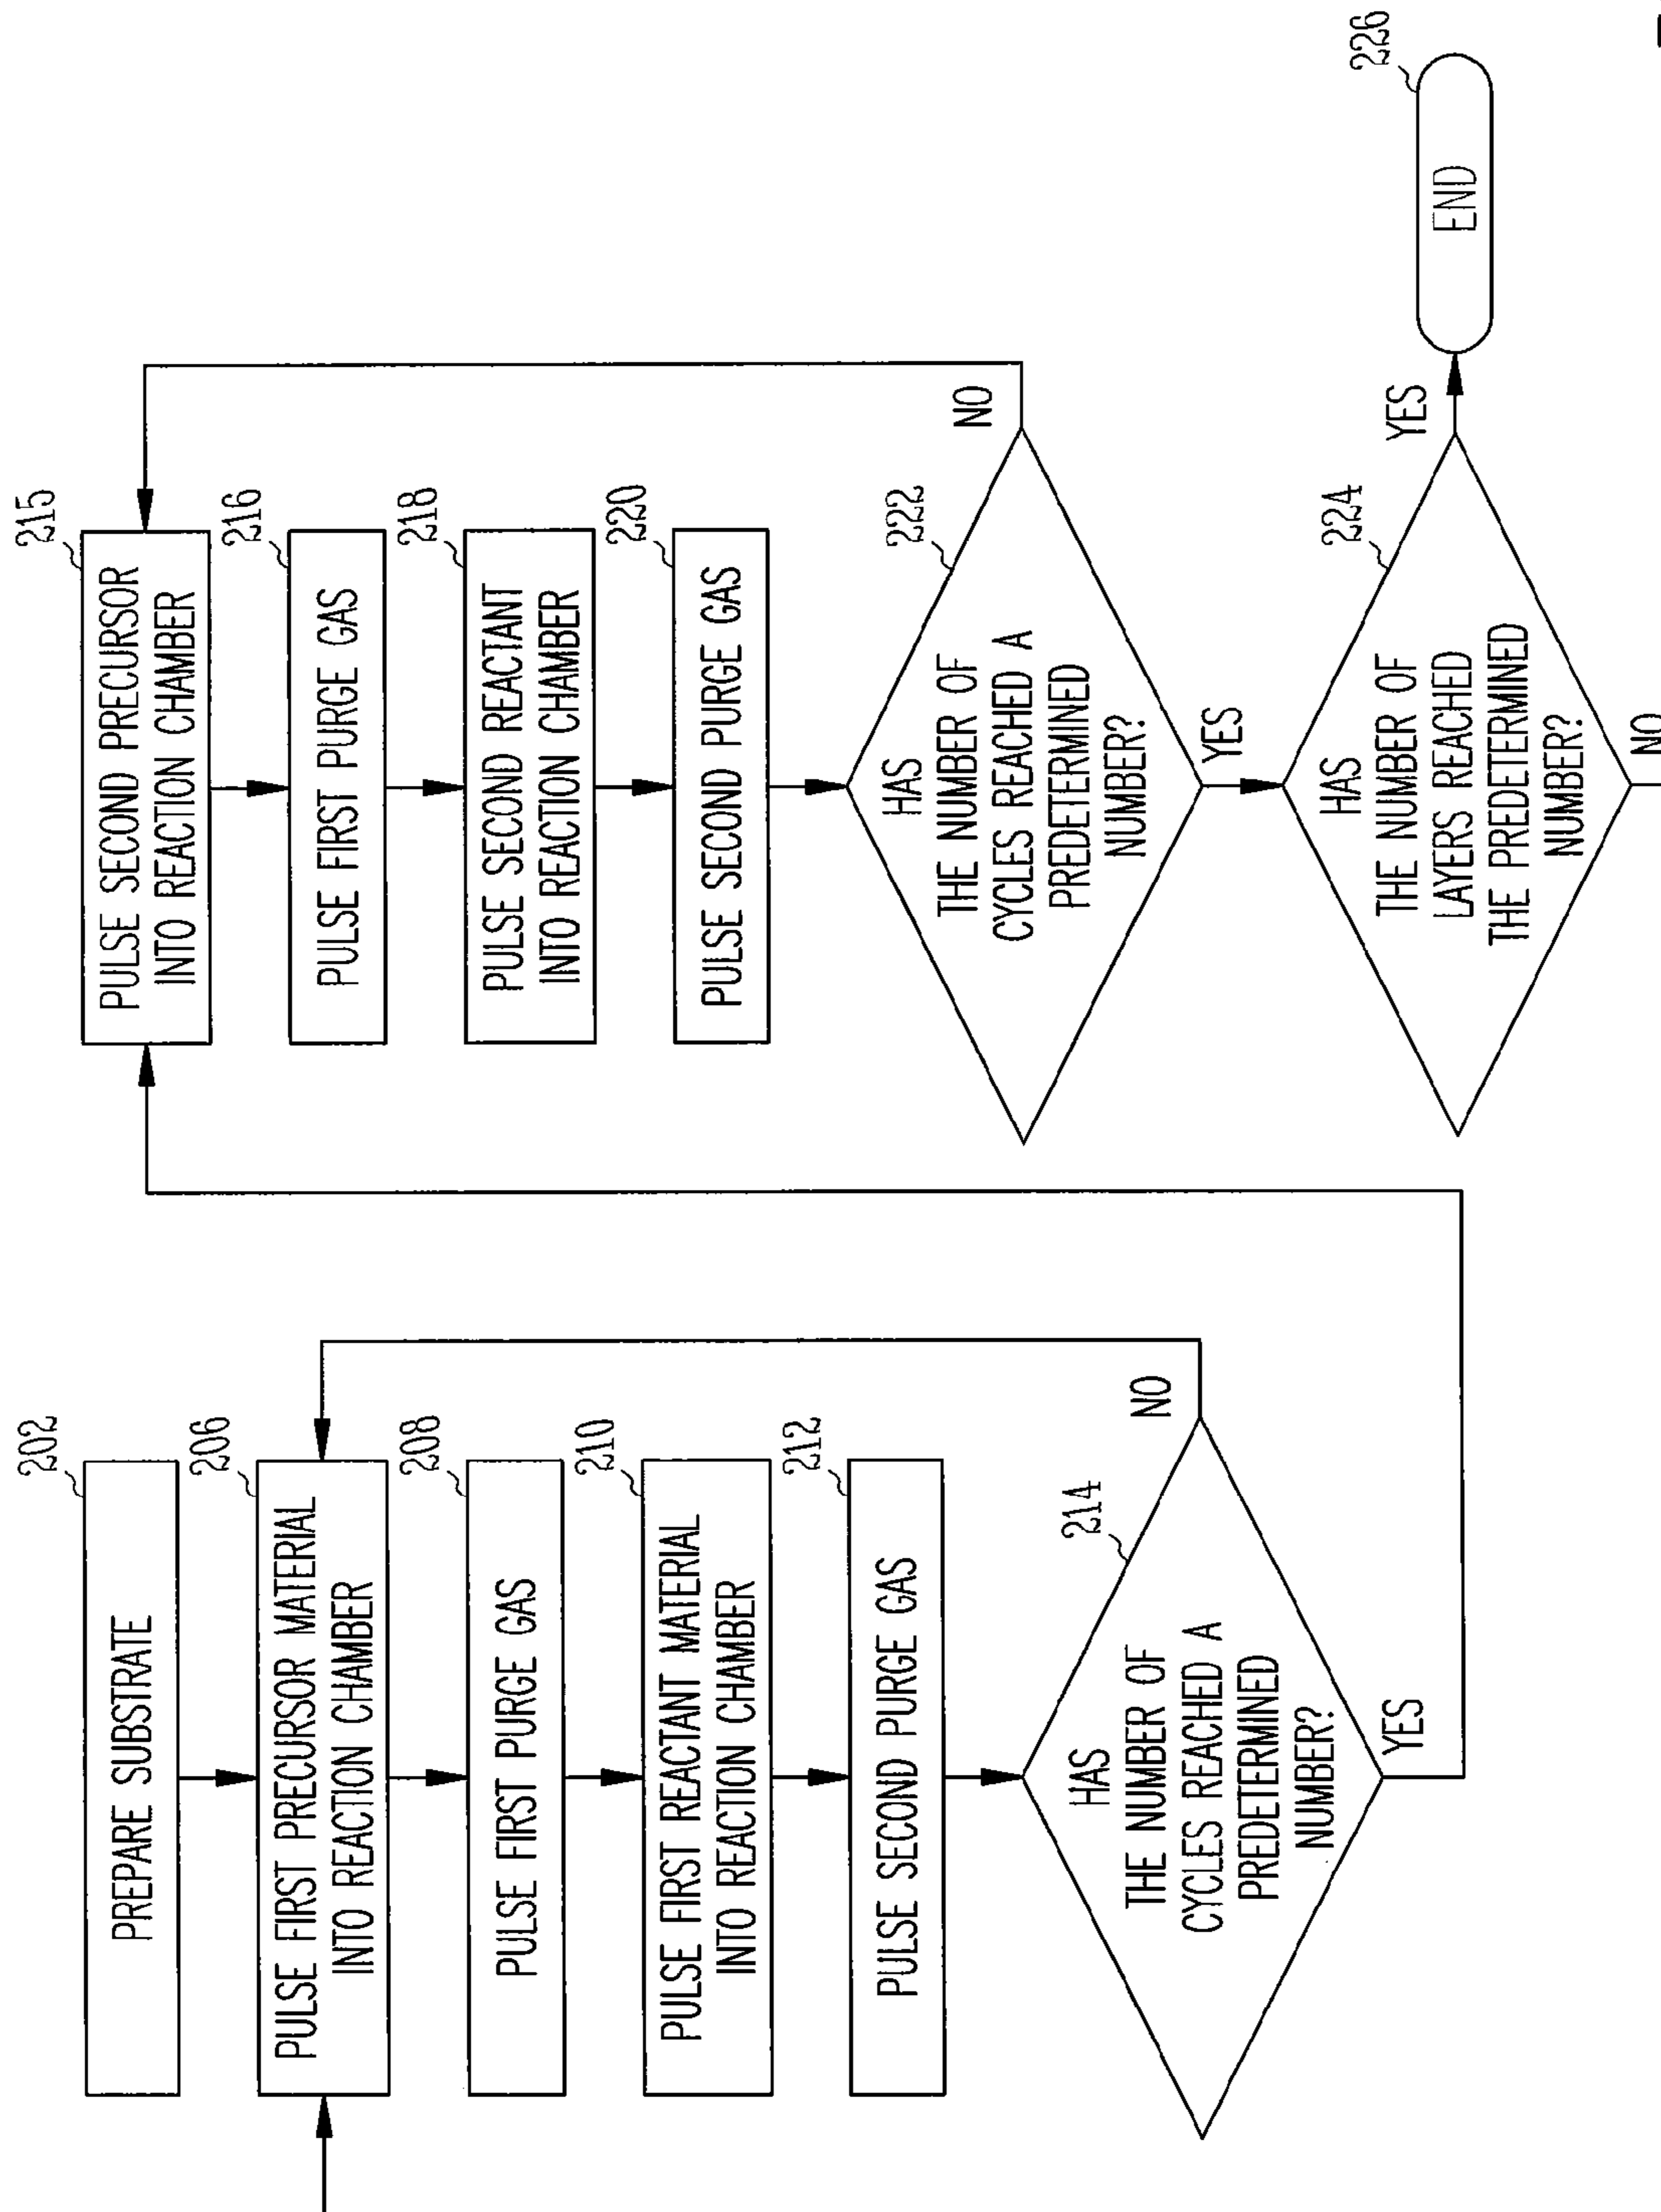 202
PREPARE SUBSTRATE
206
PULSE FIRST PRECURSOR MATERIAL
INTO REACTION CHAMBER
208
PULSE FIRST PURGE GAS
210
PULSE FIRST REACTANT MATERIAL
INTO REACTION CHAMBER
212
PULSE SECOND PURGE GAS
214
HAS
THE NUMBER OF
CYCLES REACHED A
PREDETERMINED
NUMBER?
NO
YES
215
PULSE SECOND PRECURSOR
INTO REACTION CHAMBER
216
PULSE FIRST PURGE GAS
218
PULSE SECOND REACTANT
INTO REACTION CHAMBER
220
PULSE SECOND PURGE GAS
222
HAS
THE NUMBER OF
CYCLES REACHED A
PREDETERMINED
NUMBER?
NO
YES
224
HAS
THE NUMBER OF
LAYERS REACHED
THE PREDETERMINED
NUMBER?
YES
NO
226
END